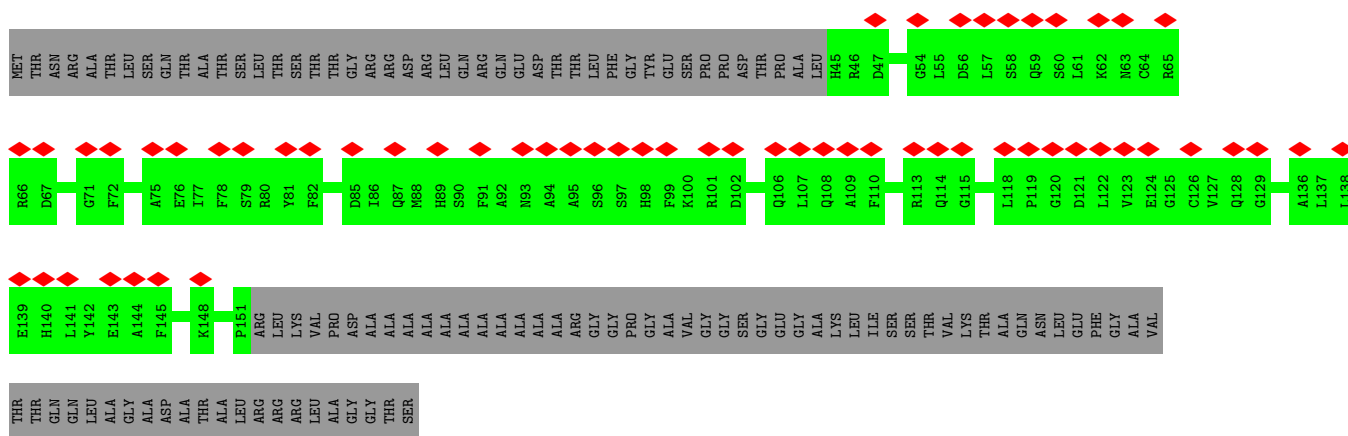 MET THR ASN ARG ALA THR LEU SER GLN THR ALA THR SER LEU THR SER THR THR GLY ARG ARG ASP ARG LEU GLN ARG GLN GLU ASP THR THR LEU PHE GLY TYR GLU SER PRO PRO ASP THR PRO ALA LEU H45 R46 D47 G54 L55 D56 L57 S58 Q59 S60 L61 K62 N63 C64 R65
R66 D67 G71 F72 A75 E76 I77 F78 S79 R80 Y81 F82 D85 I86 Q87 M88 H89 S90 F91 A92 N93 A94 A95 S96 S97 H98 F99 K100 R101 D102 Q106 L107 Q108 A109 F110 R113 Q114 G115 L118 P119 G120 D121 L122 V123 E124 G125 C126 V127 Q128 G129 A136 L137 L138
E139 H140 L141 Y142 E143 A144 F145 K148 P151 ARG LEU LYS VAL PRO ASP ALA ALA ALA ALA ALA ALA ALA ALA ALA ALA ALA ALA ARG GLY GLY PRO GLY ALA VAL GLY GLY SER GLY GLU GLY ALA LYS LEU ILE SER SER THR VAL LYS THR ALA GLN ASN LEU GLU PHE GLY ALA VAL
THR THR GLN GLN LEU ALA GLY ALA ASP ALA THR ALA LEU ARG ARG ARG LEU ALA GLY GLY THR SER